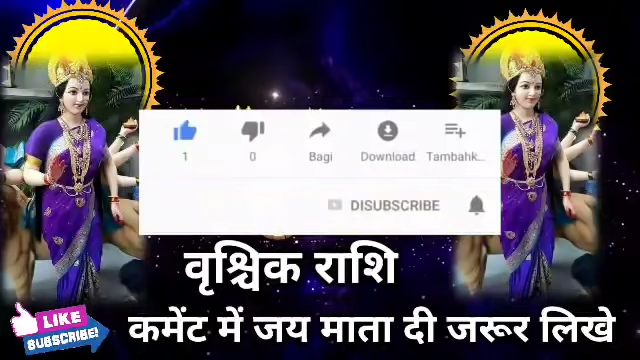 1 0 Bagi Download Tambahk...
DISUBSCRIBE
वृश्चिक राशि
LIKE
SUBSCRIBE!
कमेंट में जय माता दी जरूर लिखे